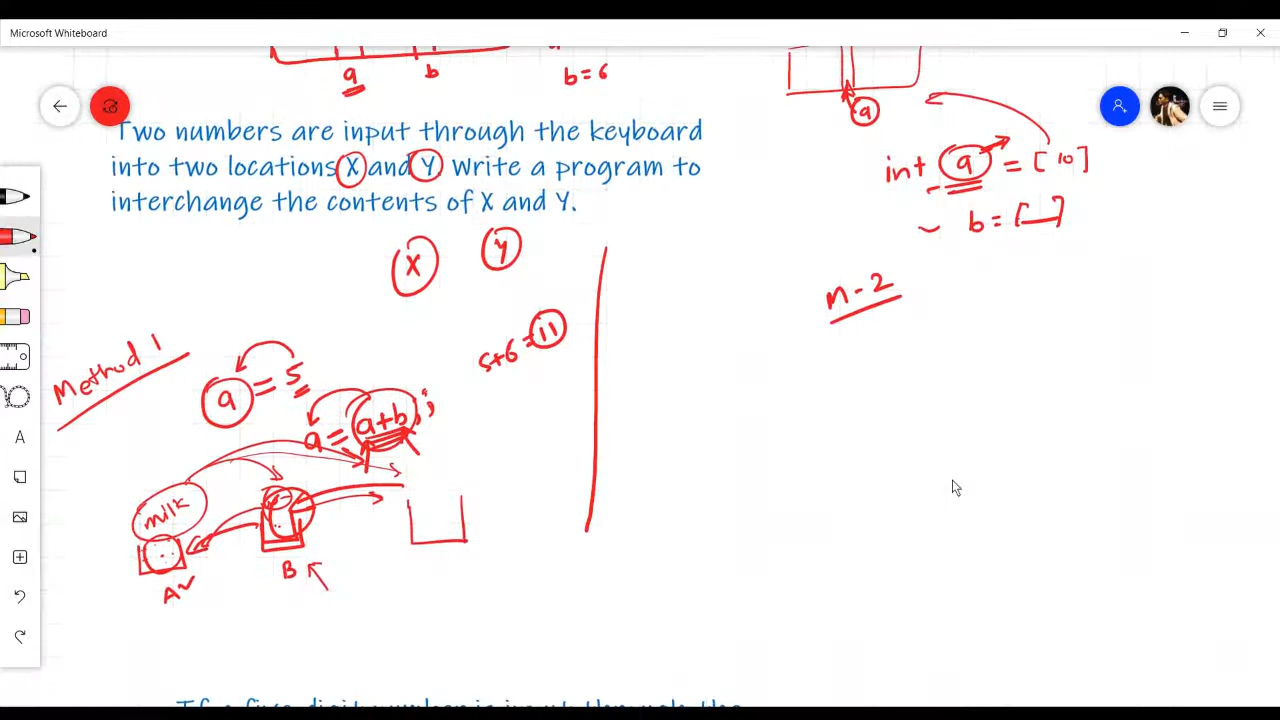 Microsoft Whiteboard
a b b=6
Two numbers are input through the keyboard
into two locations X and Y. Write a program to
interchange the contents of X and Y.
X Y
Method 1
a = 5
5+6=11
a = a+b;
milk
A B
a
int a = [10]
b = [ ]
M-2
A